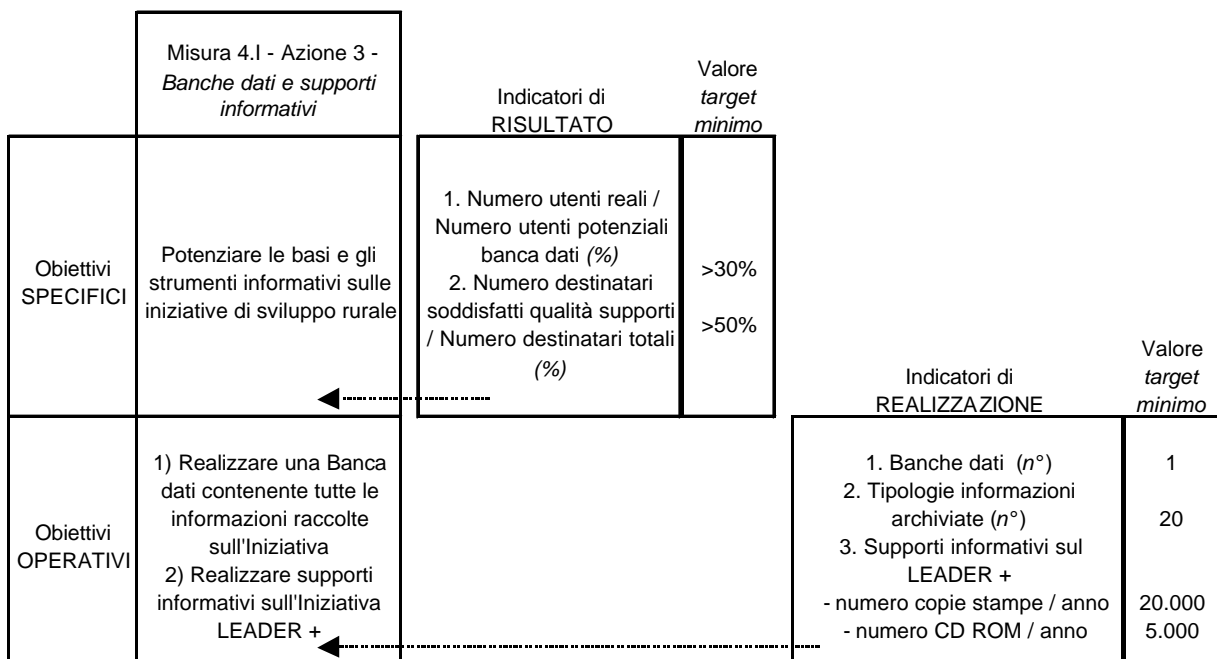 Misura 4.I - Azione 3 -
Banche dati e supporti
informativi
Indicatori di
RISULTATO
Valore
target
minimo
Obiettivi
SPECIFICI
Potenziare le basi e gli
strumenti informativi sulle
iniziative di sviluppo rurale
1. Numero utenti reali /
Numero utenti potenziali
banca dati (%)
2. Numero destinatari
soddisfatti qualità supporti
/ Numero destinatari totali
(%)
>30%
>50%
Indicatori di
REALIZZAZIONE
Valore
target
minimo
Obiettivi
OPERATIVI
1) Realizzare una Banca
dati contenente tutte le
informazioni raccolte
sull'Iniziativa
2) Realizzare supporti
informativi sull'Iniziativa
LEADER +
1. Banche dati (n°)
2. Tipologie informazioni
archiviate (n°)
3. Supporti informativi sul
LEADER +
- numero copie stampe / anno
- numero CD ROM / anno
1
20
20.000
5.000